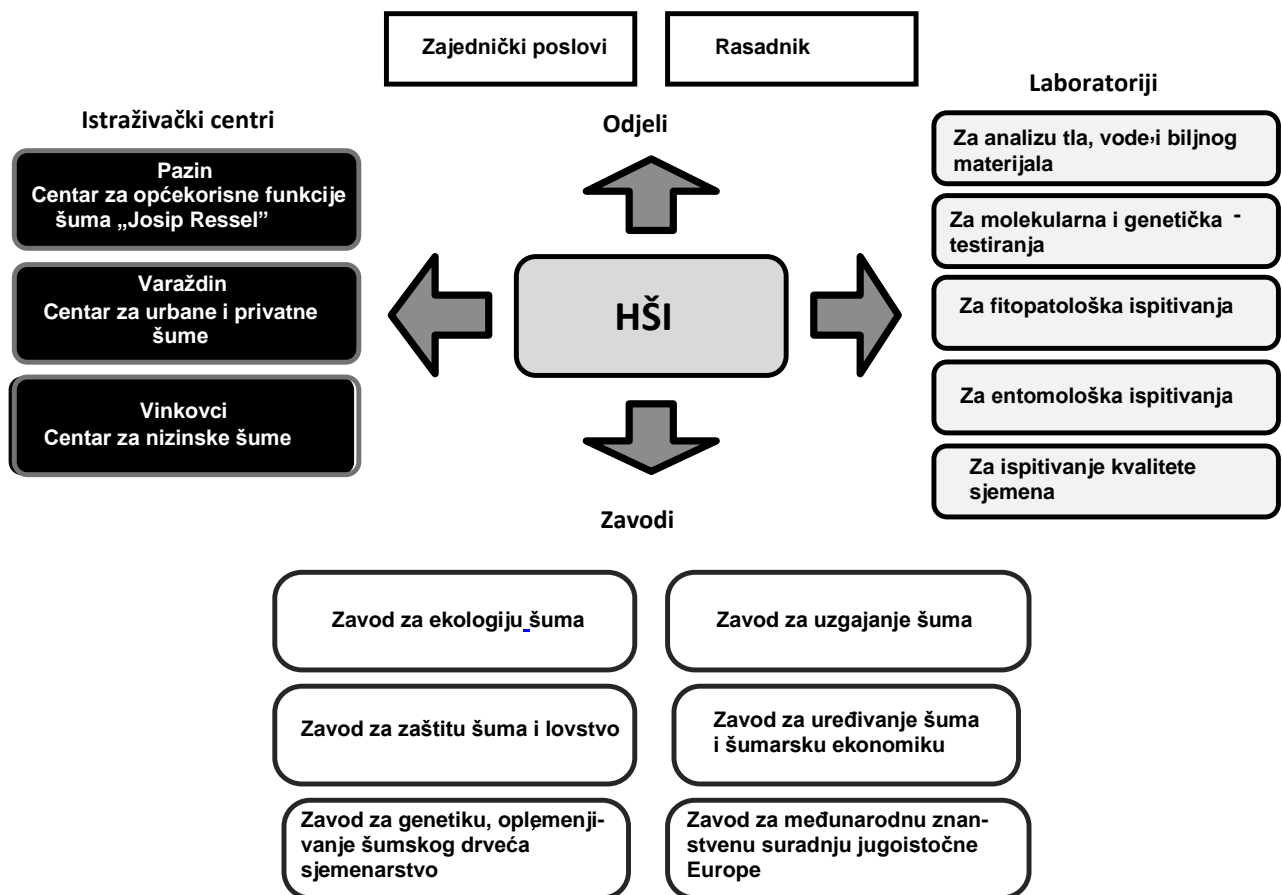 Zajednički poslovi
Rasadnik
Istraživački centri
Odjeli
Laboratoriji
Pazin
Centar za općekorisne funkcije
šuma „Josip Ressel”
Varaždin
Centar za urbane i privatne
šume
Vinkovci
Centar za nizinske šume
HŠI
Za analizu tla, vode,i biljnog
materijala
Za molekularna i genetička -
testiranja
Za fitopatološka ispitivanja
Za entomološka ispitivanja
Za ispitivanje kvalitete
sjemena
Zavodi
Zavod za ekologiju šuma
Zavod za uzgajanje šuma
Zavod za zaštitu šuma i lovstvo
Zavod za uređivanje šuma
i šumarsku ekonomiku
Zavod za genetiku, oplemenji-
vanje šumskog drveća
sjemenarstvo
Zavod za međunarodnu znan-
stvenu suradnju jugoistočne
Europe